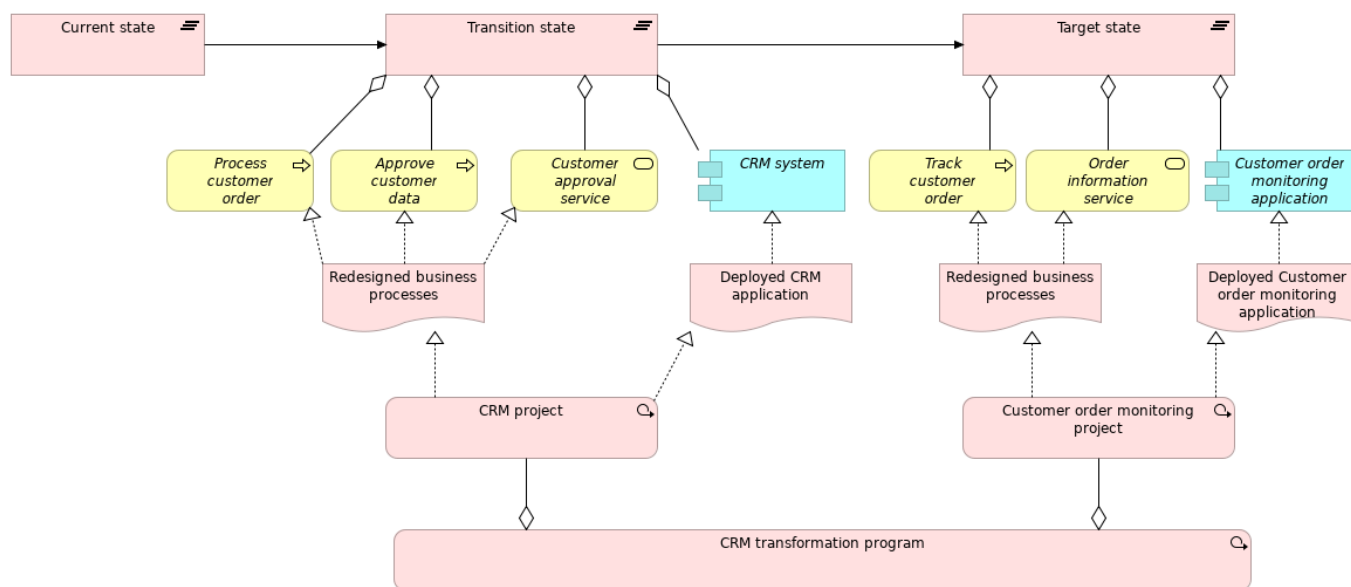 Current state
Transition state
Target state
Process
customer
order
Approve
customer
data
Customer
approval
service
CRM system
Track
customer
order
Order
information
service
Customer order
monitoring
application
Redesigned business
processes
Deployed CRM
application
Redesigned business
processes
Deployed Customer
order monitoring
application
CRM project
Customer order monitoring
project
CRM transformation program